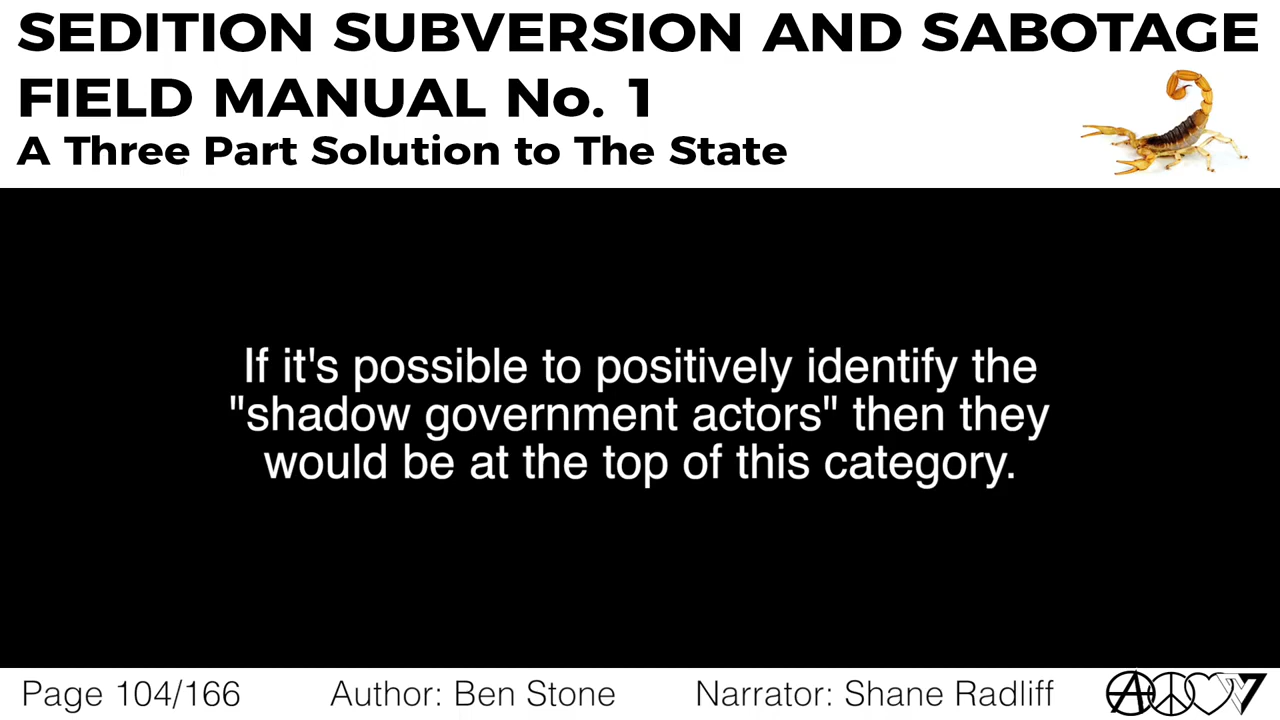 SEDITION SUBVERSION AND SABOTAGE
FIELD MANUAL No. 1
A Three Part Solution to The State
If it's possible to positively identify the
"shadow government actors" then they
would be at the top of this category.
Page 104/166 Author: Ben Stone Narrator: Shane Radliff